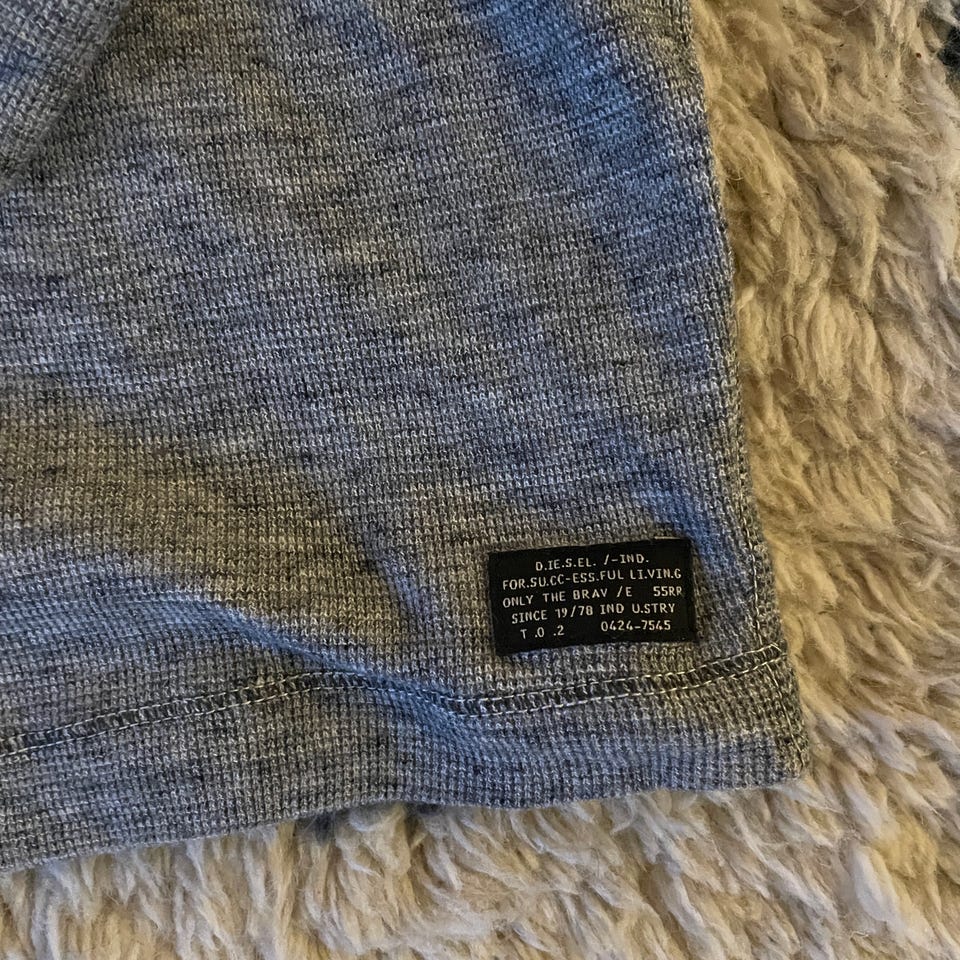 D.IE.S.EL. /-IND.
FOR.SU.CC-ESS.FUL LI.VIN.G
ONLY THE BRAV /E 55RR
SINCE 19/78 IND U.STRY
T .0 .2 0424-7545